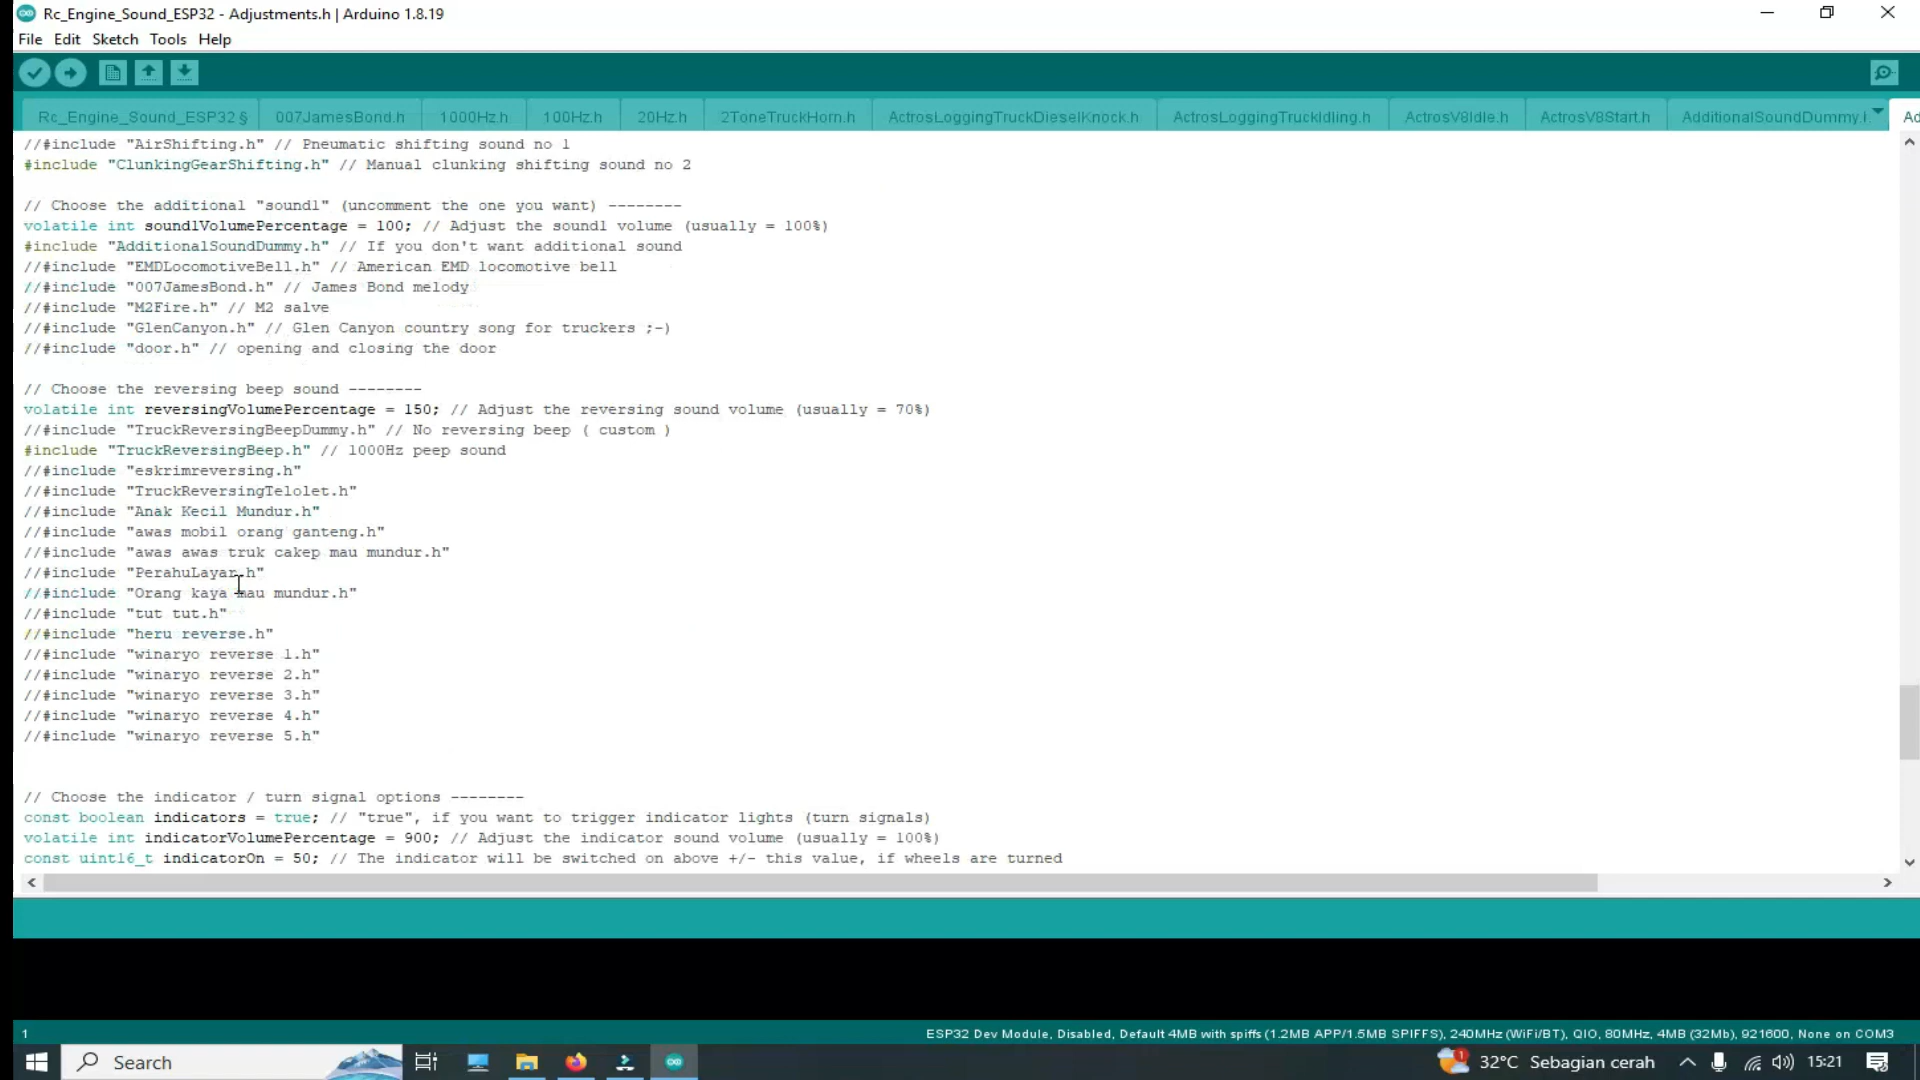 Rc_Engine_Sound_ESP32 - Adjustments.h | Arduino 1.8.19
File Edit Sketch Tools Help
Rc_Engine_Sound_ESP32 § 007JamesBond.h 1000Hz.h 100Hz.h 20Hz.h 2ToneTruckHorn.h ActrosLoggingTruckDieselKnock.h ActrosLoggingTruckIdling.h ActrosV8Idle.h ActrosV8Start.h AdditionalSoundDummy.h Ad
//#include "AirShifting.h" // Pneumatic shifting sound no 1
#include "ClunkingGearShifting.h" // Manual clunking shifting sound no 2
// Choose the additional "sound1" (uncomment the one you want) --------
volatile int sound1VolumePercentage = 100; // Adjust the sound1 volume (usually = 100%)
#include "AdditionalSoundDummy.h" // If you don't want additional sound
//#include "EMDLocomotiveBell.h" // American EMD locomotive bell
//#include "007JamesBond.h" // James Bond melody
//#include "M2Fire.h" // M2 salve
//#include "GlenCanyon.h" // Glen Canyon country song for truckers ;-)
//#include "door.h" // opening and closing the door
// Choose the reversing beep sound --------
volatile int reversingVolumePercentage = 150; // Adjust the reversing sound volume (usually = 70%)
//#include "TruckReversingBeepDummy.h" // No reversing beep ( custom )
#include "TruckReversingBeep.h" // 1000Hz peep sound
//#include "eskrimreversing.h"
//#include "TruckReversingTelolet.h"
//#include "Anak Kecil Mundur.h"
//#include "awas mobil orang ganteng.h"
//#include "awas awas truk cakep mau mundur.h"
//#include "PerahuLayar.h"
//#include "Orang kaya mau mundur.h"
//#include "tut tut.h"
//#include "heru reverse.h"
//#include "winaryo reverse 1.h"
//#include "winaryo reverse 2.h"
//#include "winaryo reverse 3.h"
//#include "winaryo reverse 4.h"
//#include "winaryo reverse 5.h"
// Choose the indicator / turn signal options --------
const boolean indicators = true; // "true", if you want to trigger indicator lights (turn signals)
volatile int indicatorVolumePercentage = 900; // Adjust the indicator sound volume (usually = 100%)
const uint16_t indicatorOn = 50; // The indicator will be switched on above +/- this value, if wheels are turned
1 ESP32 Dev Module, Disabled, Default 4MB with spiffs (1.2MB APP/1.5MB SPIFFS), 240MHz (WiFi/BT), QIO, 80MHz, 4MB (32Mb), 921600, None on COM3
Search 1 32°C Sebagian cerah 15:21